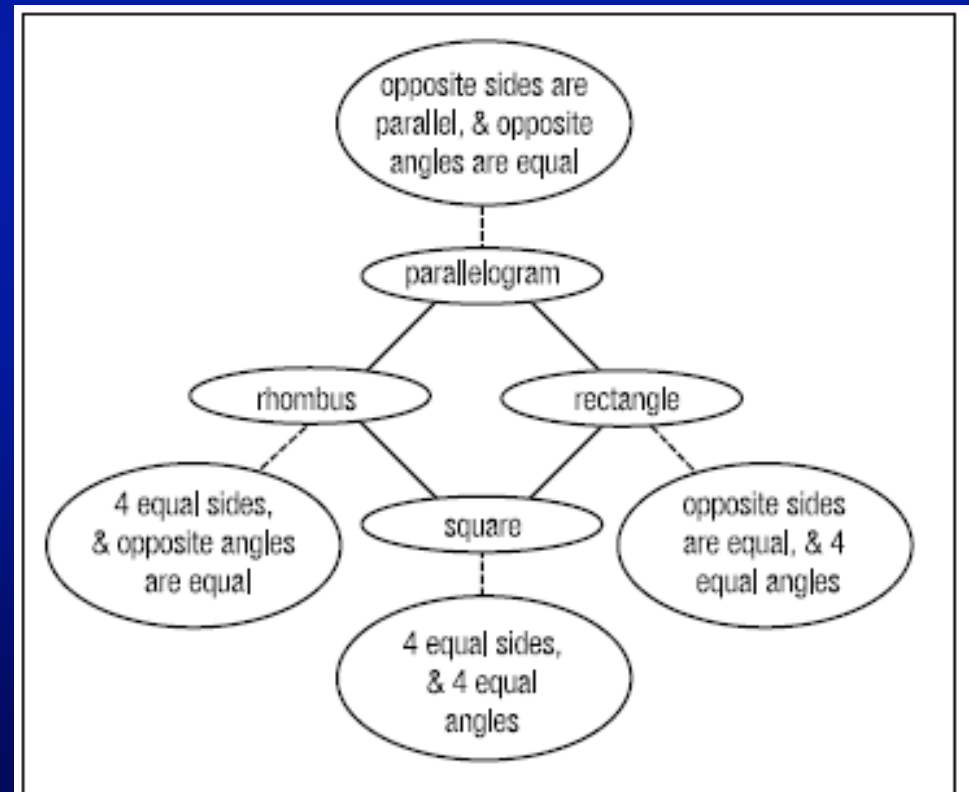 opposite sides are
parallel, & opposite
angles are equal
parallelogram
rhombus
rectangle
4 equal sides,
& opposite angles
are equal
square
opposite sides
are equal, & 4
equal angles
4 equal sides,
& 4 equal
angles